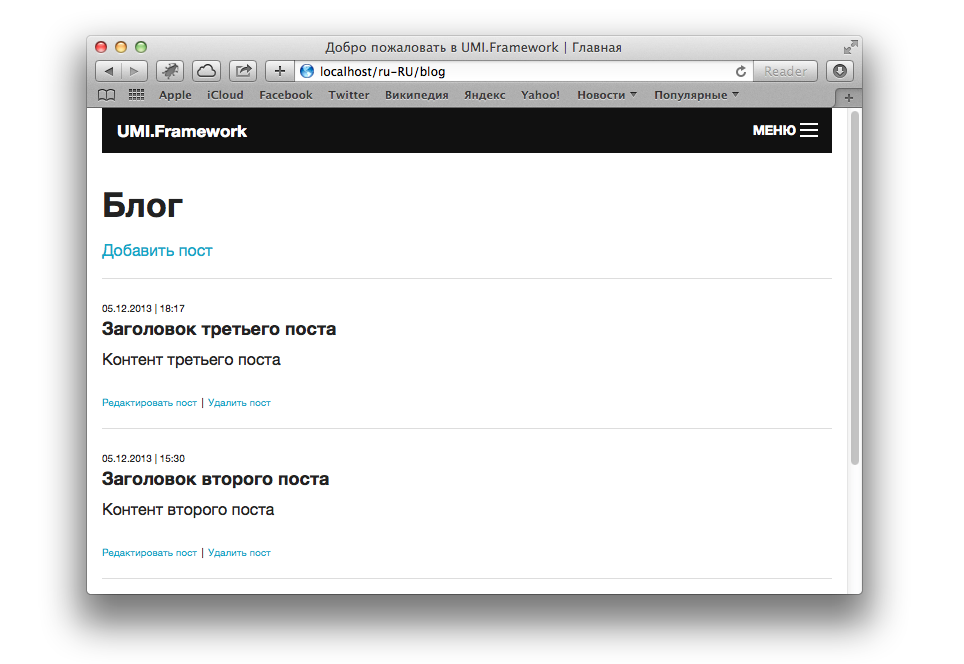 Добро пожаловать в UMI.Framework | Главная
localhost/ru-RU/blog
Reader
Apple iCloud Facebook Twitter Википедия Яндекс Yahoo! Новости Популярные
UMI.Framework МЕНЮ
Блог
Добавить пост
05.12.2013 | 18:17
Заголовок третьего поста
Контент третьего поста
Редактировать пост | Удалить пост
05.12.2013 | 15:30
Заголовок второго поста
Контент второго поста
Редактировать пост | Удалить пост